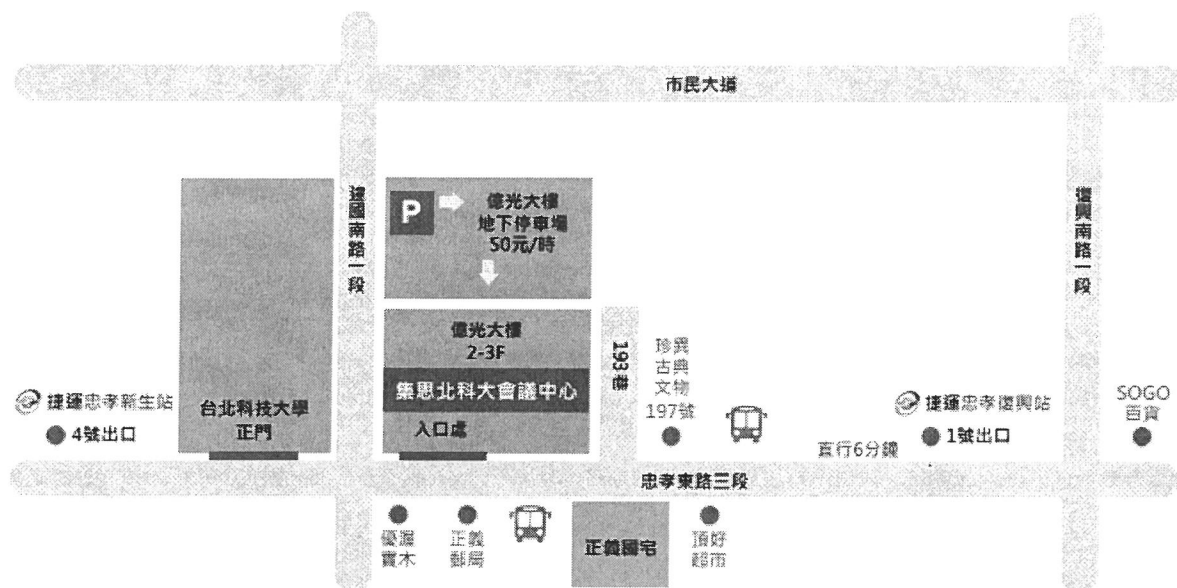 市民大道
建國南路一段
復興南路一段
P
億光大樓
地下停車場
50元/時
億光大樓
2-3F
集思北科大會議中心
入口處
193巷
珍異
古典
文物
197號
捷運忠孝新生站
4號出口
台北科技大學
正門
捷運忠孝復興站
1號出口
直行6分鐘
SOGO
百貨
忠孝東路三段
優渥
實木
正義
郵局
正義國宅
頂好
超市